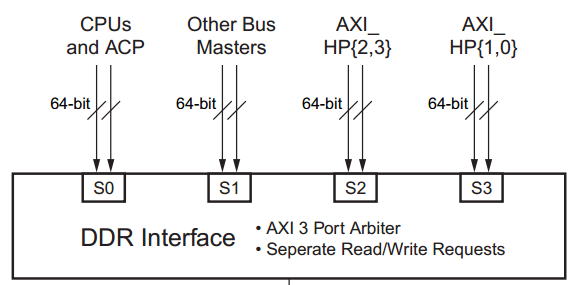 CPUs
and ACP
Other Bus
Masters
AXI_
HP{2,3}
AXI_
HP{1,0}
64-bit
64-bit
64-bit
64-bit
S0
S1
S2
S3
DDR Interface
• AXI 3 Port Arbiter
• Seperate Read/Write Requests